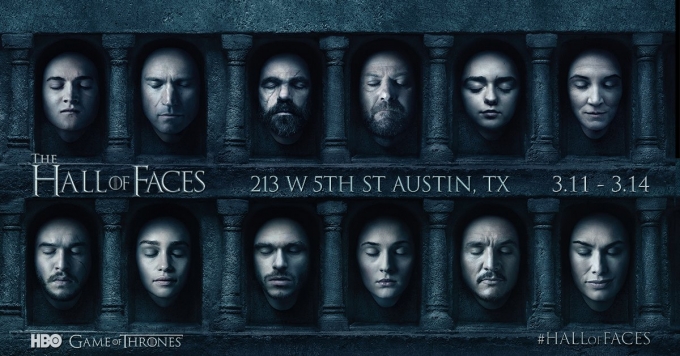 THE
HALL OF FACES
213 W 5TH ST AUSTIN, TX
3.11 - 3.14
HBO GAME OF THRONES
#HALLOFFACES